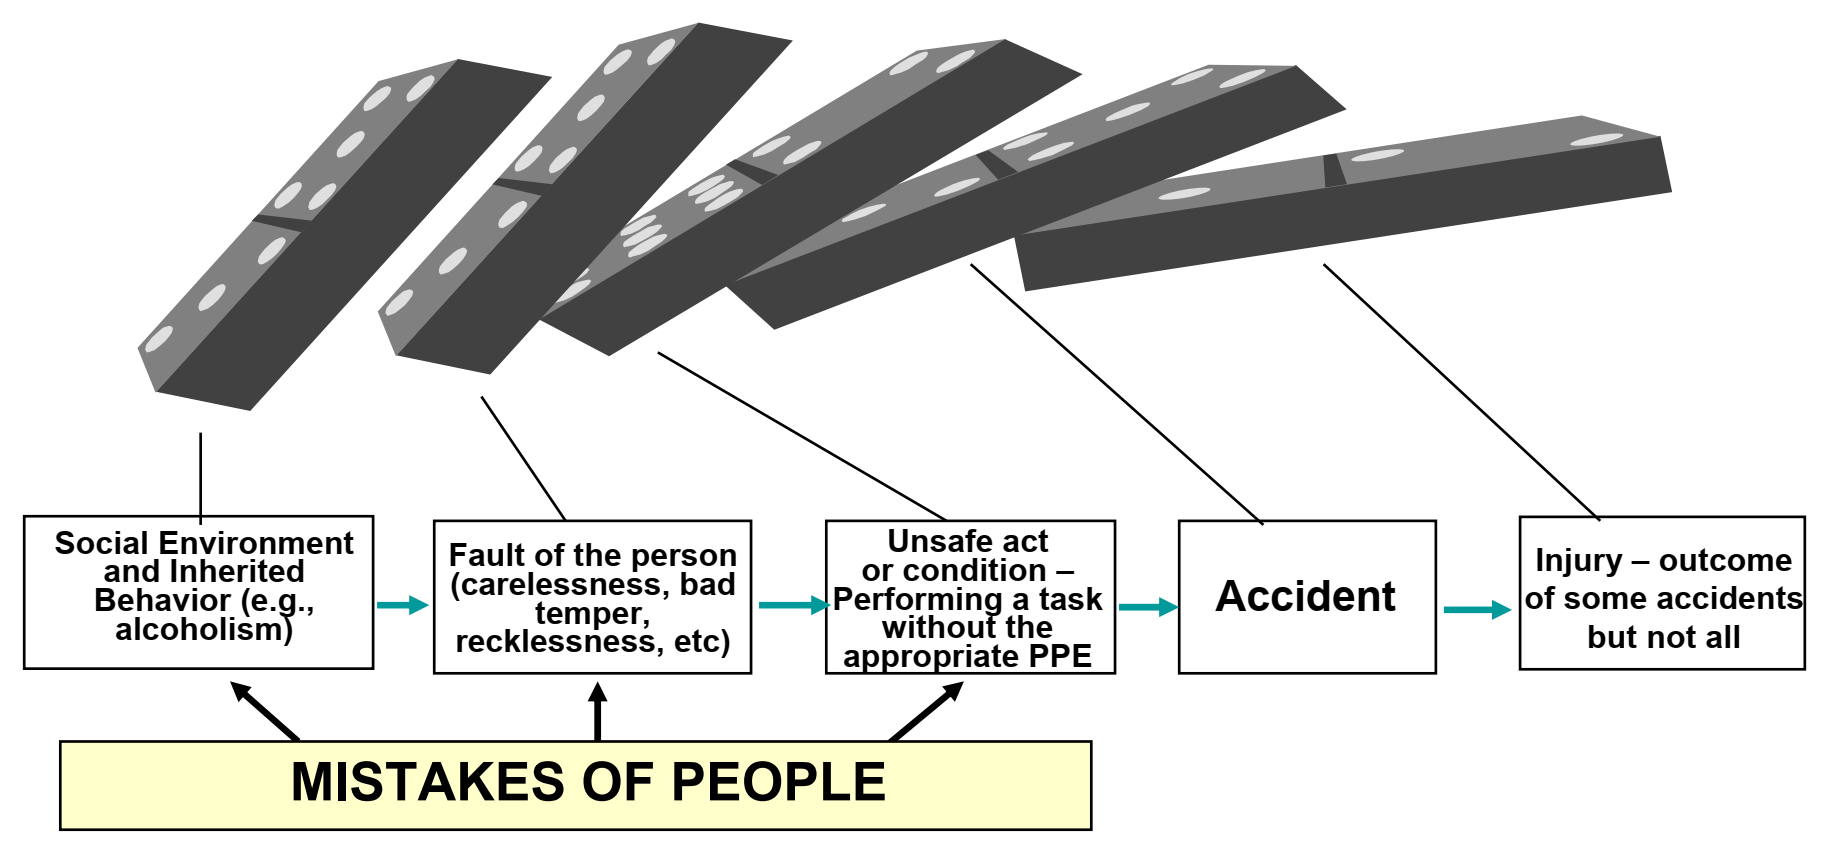 Social Environment
and Inherited
Behavior (e.g.,
alcoholism)
Fault of the person
(carelessness, bad
temper,
recklessness, etc)
Unsafe act
or condition –
Performing a task
without the
appropriate PPE
Accident
Injury – outcome
of some accidents
but not all
MISTAKES OF PEOPLE